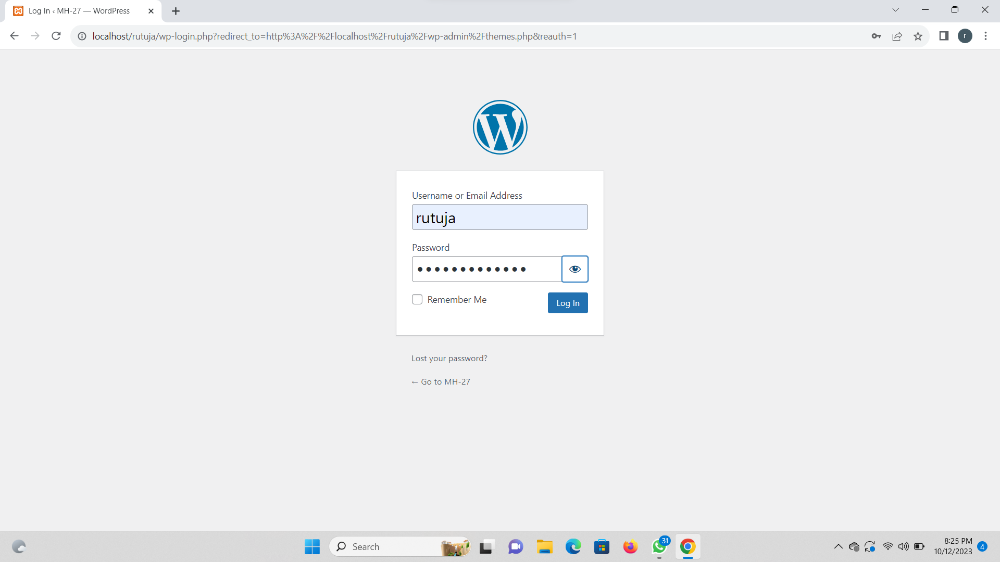 Log In ‹ MH-27 — WordPress
localhost/rutuja/wp-login.php?redirect_to=http%3A%2F%2Flocalhost%2Frutuja%2Fwp-admin%2Fthemes.php&reauth=1
r
Username or Email Address
rutuja
Password
Remember Me
Log In
Lost your password?
← Go to MH-27
Search
31
8:25 PM
10/12/2023
4